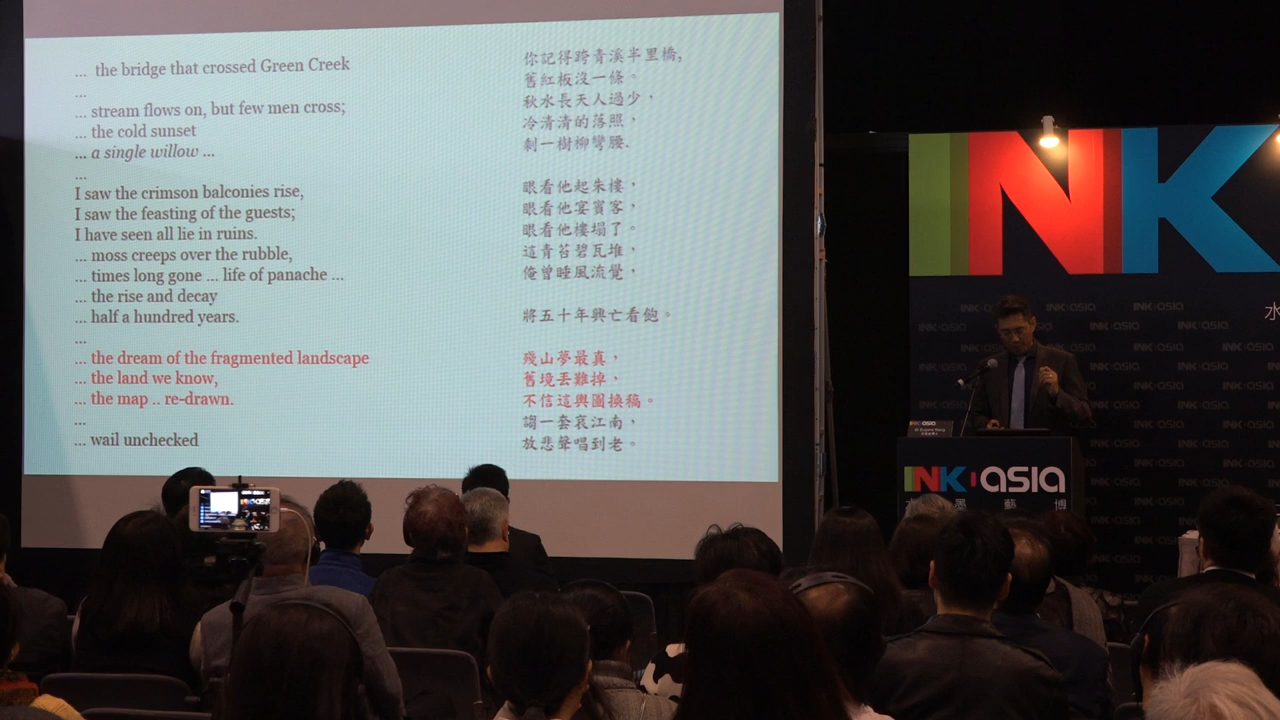 ... the bridge that crossed Green Creek
...
... stream flows on, but few men cross;
... the cold sunset
... a single willow ...
...
I saw the crimson balconies rise,
I saw the feasting of the guests;
I have seen all lie in ruins.
... moss creeps over the rubble,
... times long gone ... life of panache ...
... the rise and decay
... half a hundred years.
...
... the dream of the fragmented landscape
... the land we know,
... the map .. re-drawn.
...
... wail unchecked
你記得跨青溪半里橋,
舊紅板沒一條。
秋水長天人過少，
冷清清的落照，
剩一樹柳彎腰.
眼看他起朱樓，
眼看他宴賓客，
眼看他樓塌了。
這青苔碧瓦堆，
俺曾睡風流覺，
將五十年興亡看飽。
殘山夢最真，
舊境丟難掉，
不信這輿圖換稿。
謅一套哀江南，
放悲聲唱到老。
INK
水
INK asia
INK asia
水 墨 藝 博